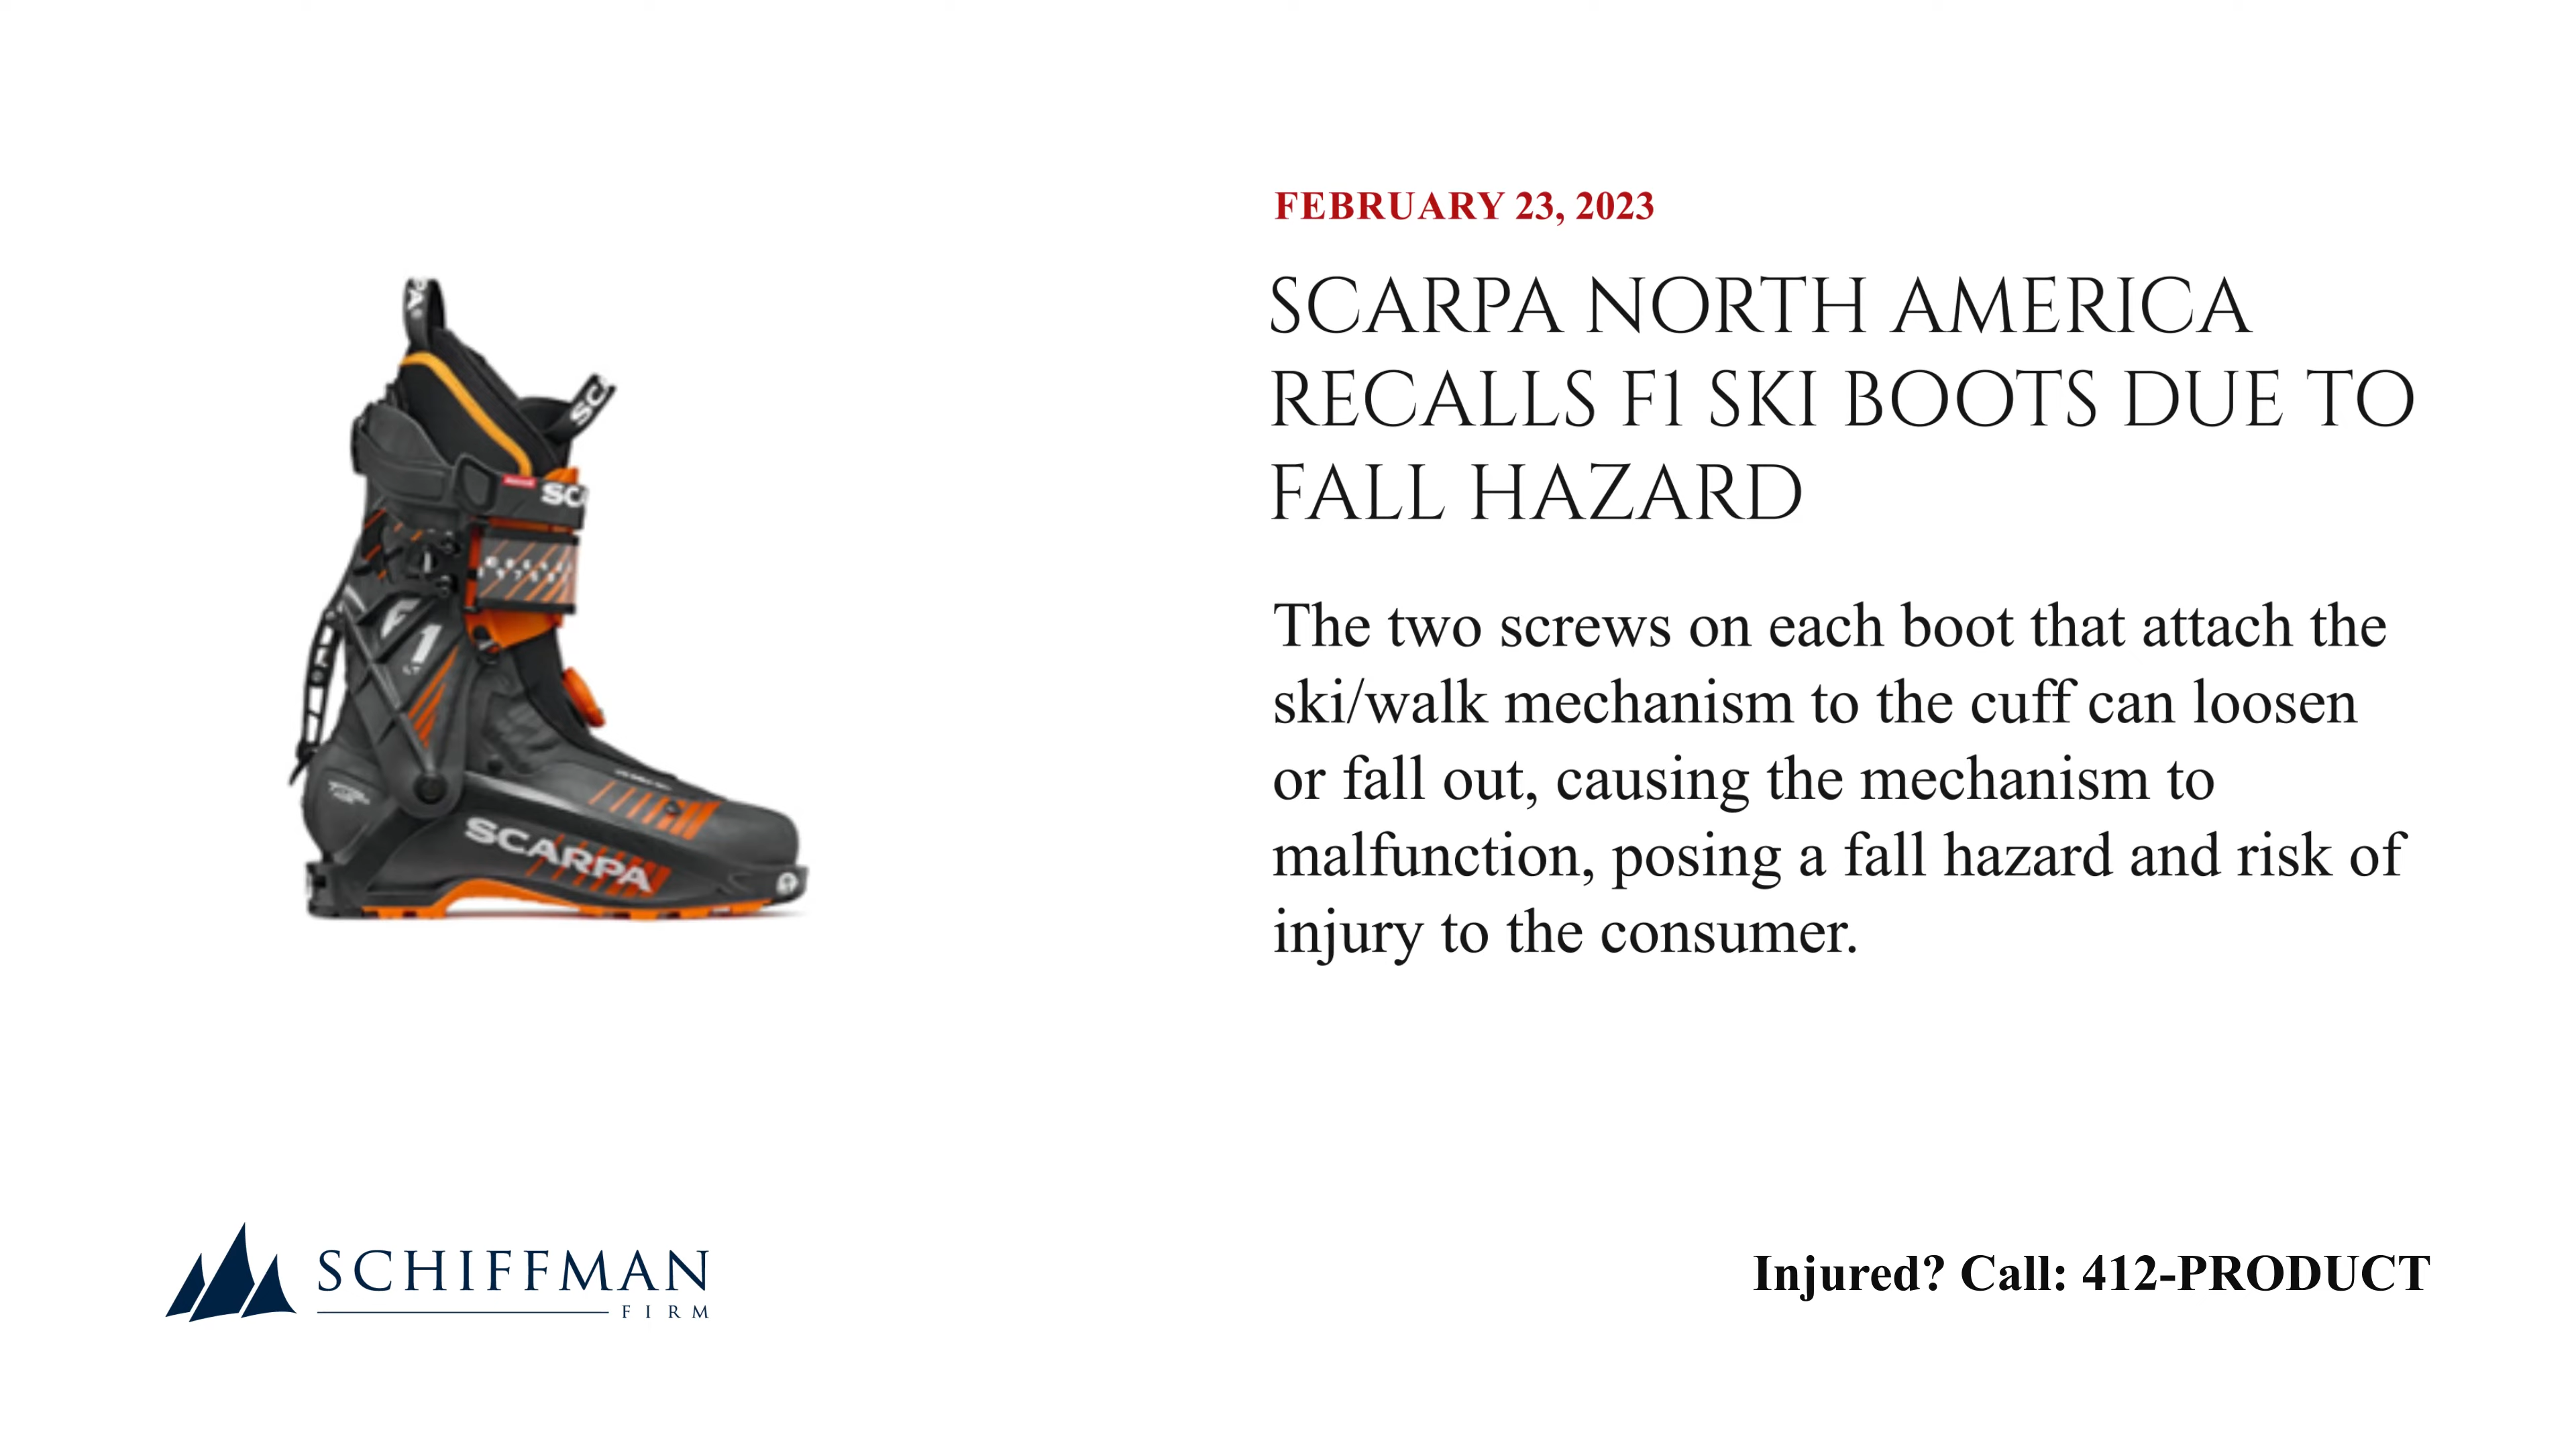 FEBRUARY 23, 2023
SCARPA NORTH AMERICA
RECALLS F1 SKI BOOTS DUE TO
FALL HAZARD
The two screws on each boot that attach the
ski/walk mechanism to the cuff can loosen
or fall out, causing the mechanism to
malfunction, posing a fall hazard and risk of
injury to the consumer.
SC
SC
F1
LT
SCARPA
SCHIFFMAN
FIRM
Injured? Call: 412-PRODUCT